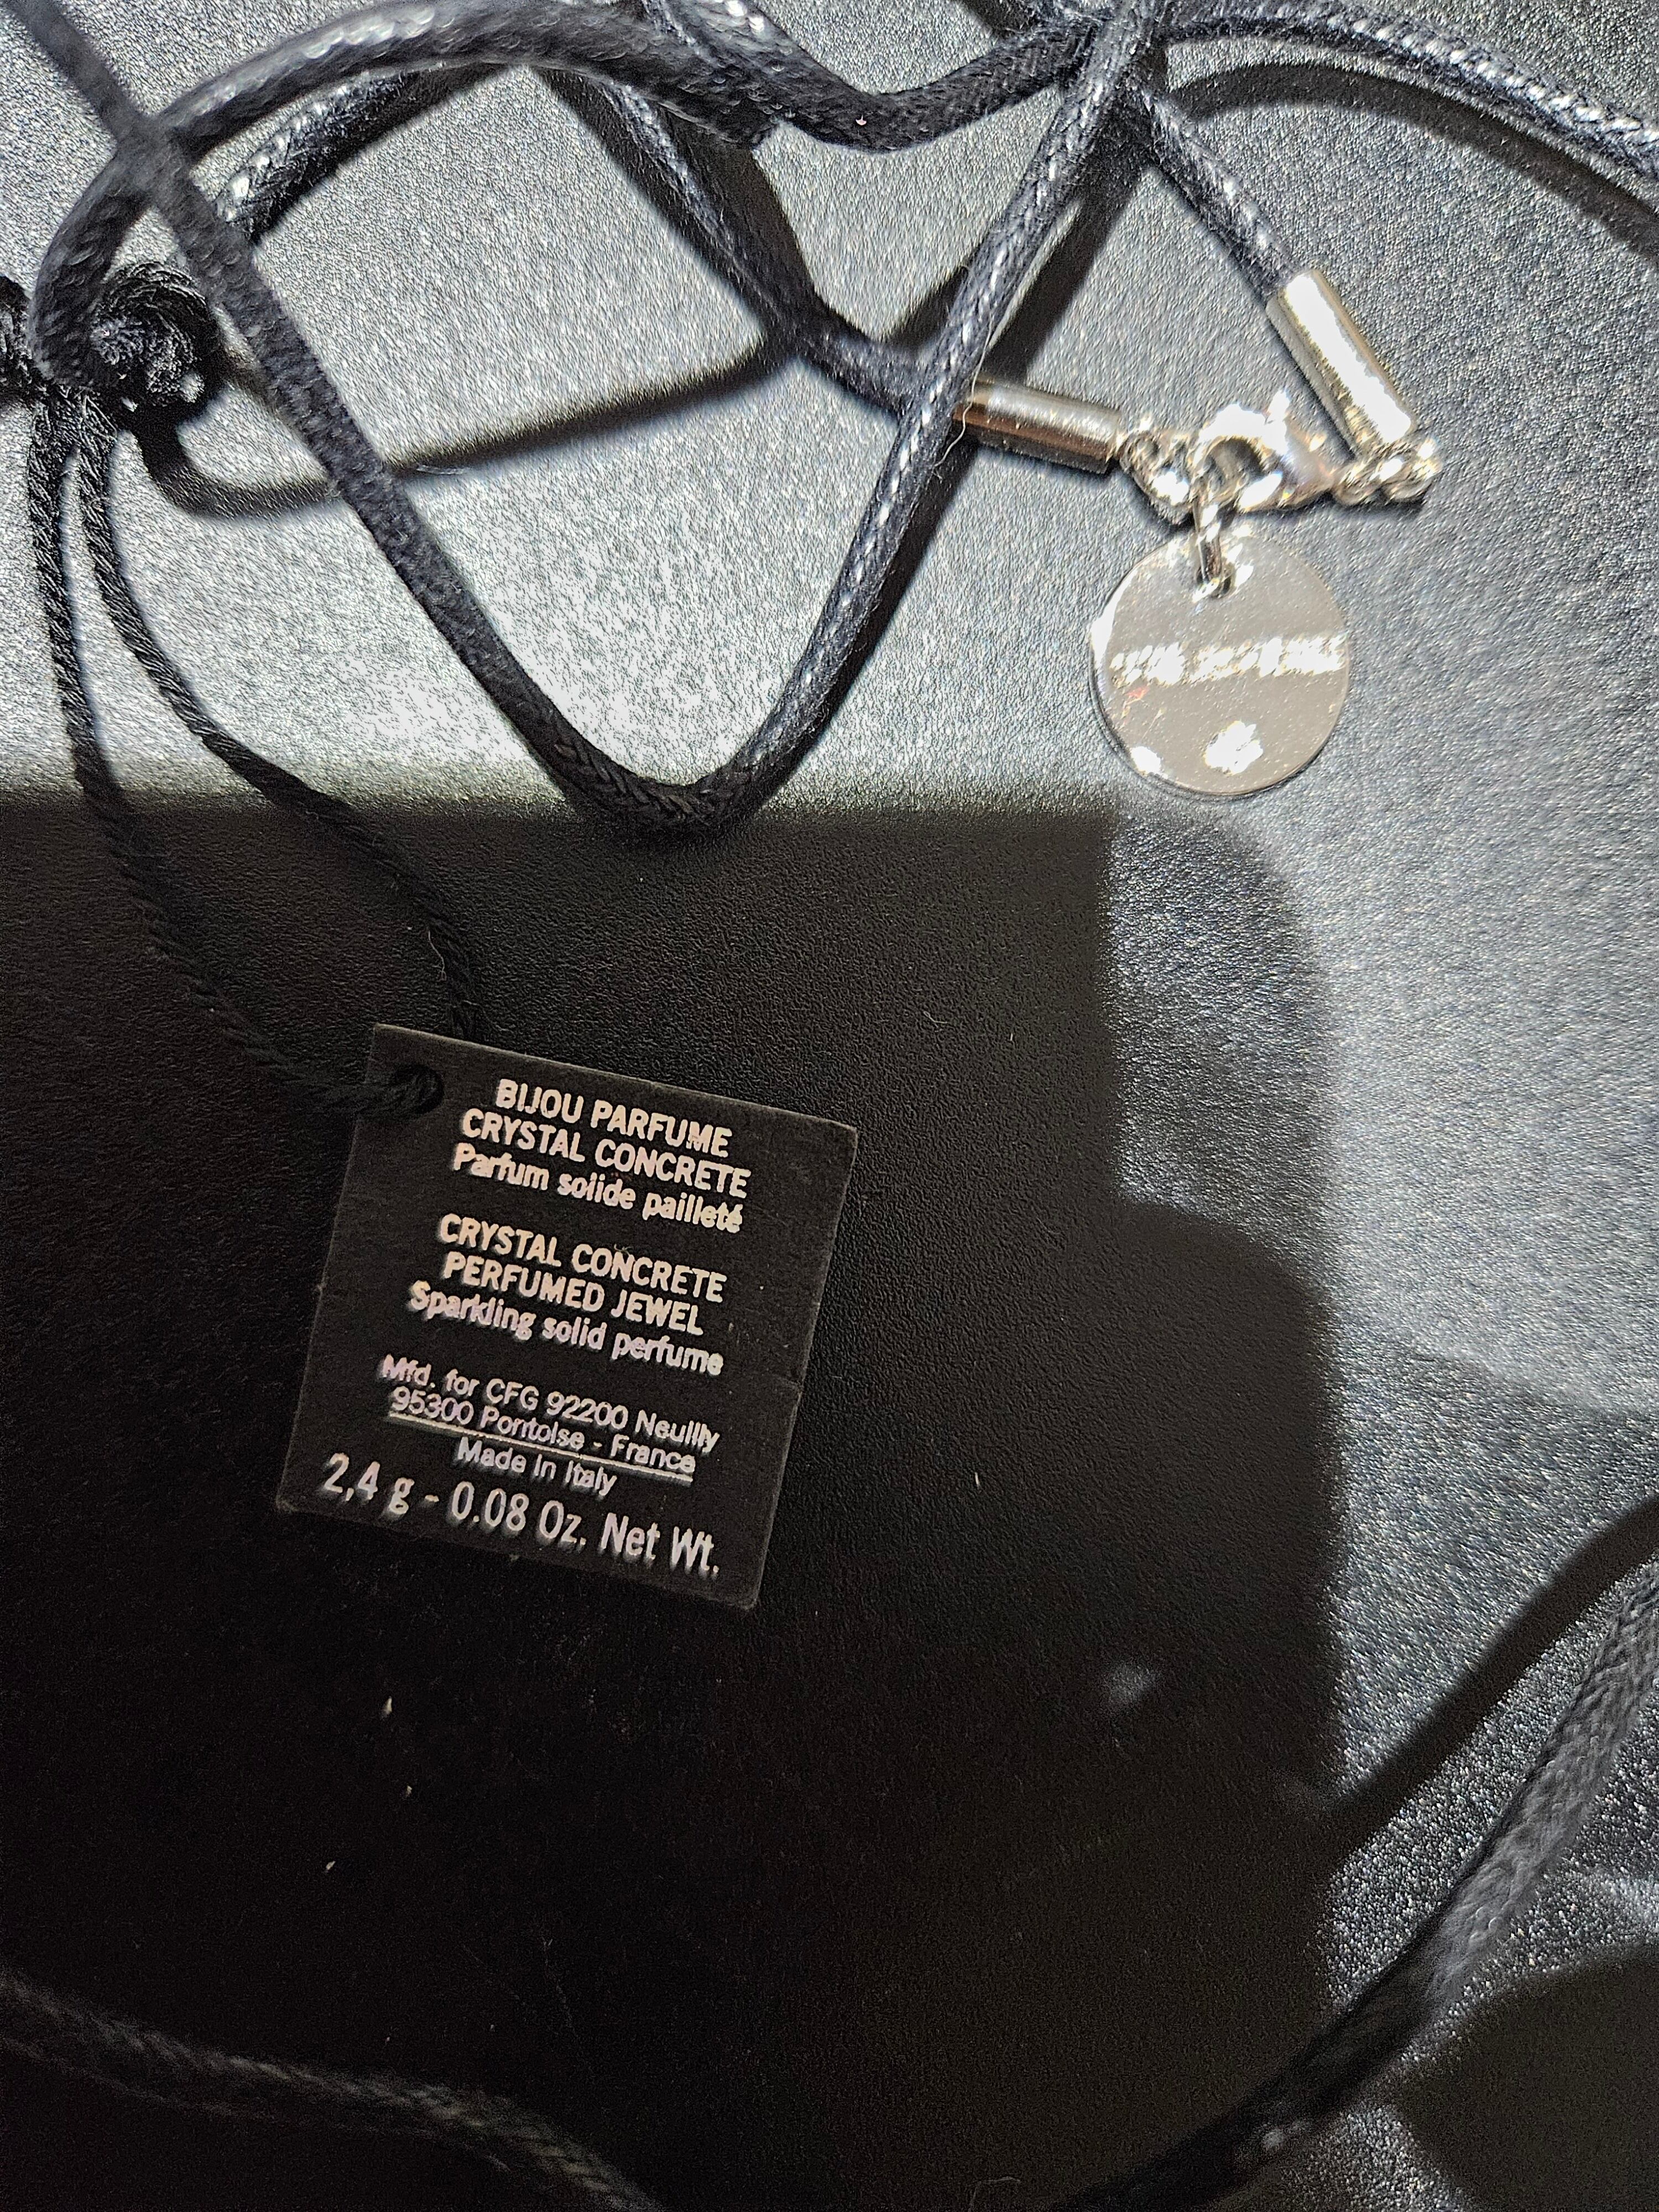 BIJOU PARFUME
CRYSTAL CONCRETE
Parfum solide pailleté
CRYSTAL CONCRETE
PERFUMED JEWEL
Sparkling solid perfume
Mfd. for CFG 92200 Neuilly
95300 Pontoise - France
Made in Italy
2,4 g - 0.08 Oz. Net Wt.